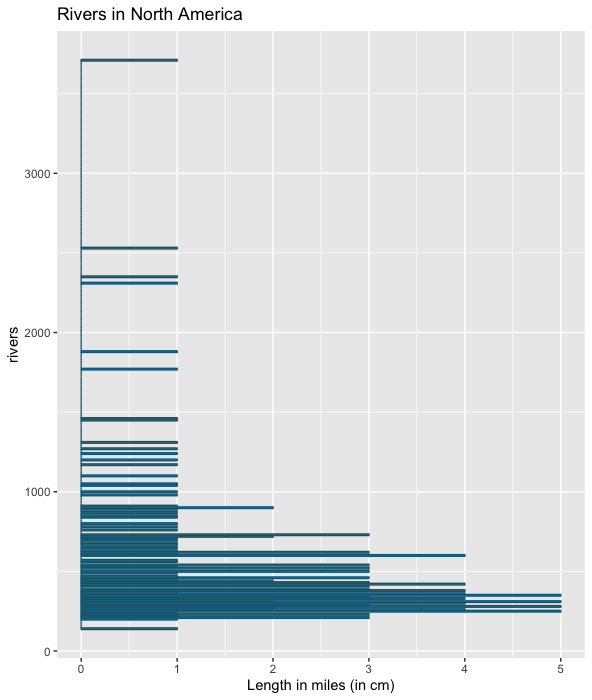 Rivers in North America
3000
2000
rivers
1000
0
0 1 2 3 4 5
Length in miles (in cm)